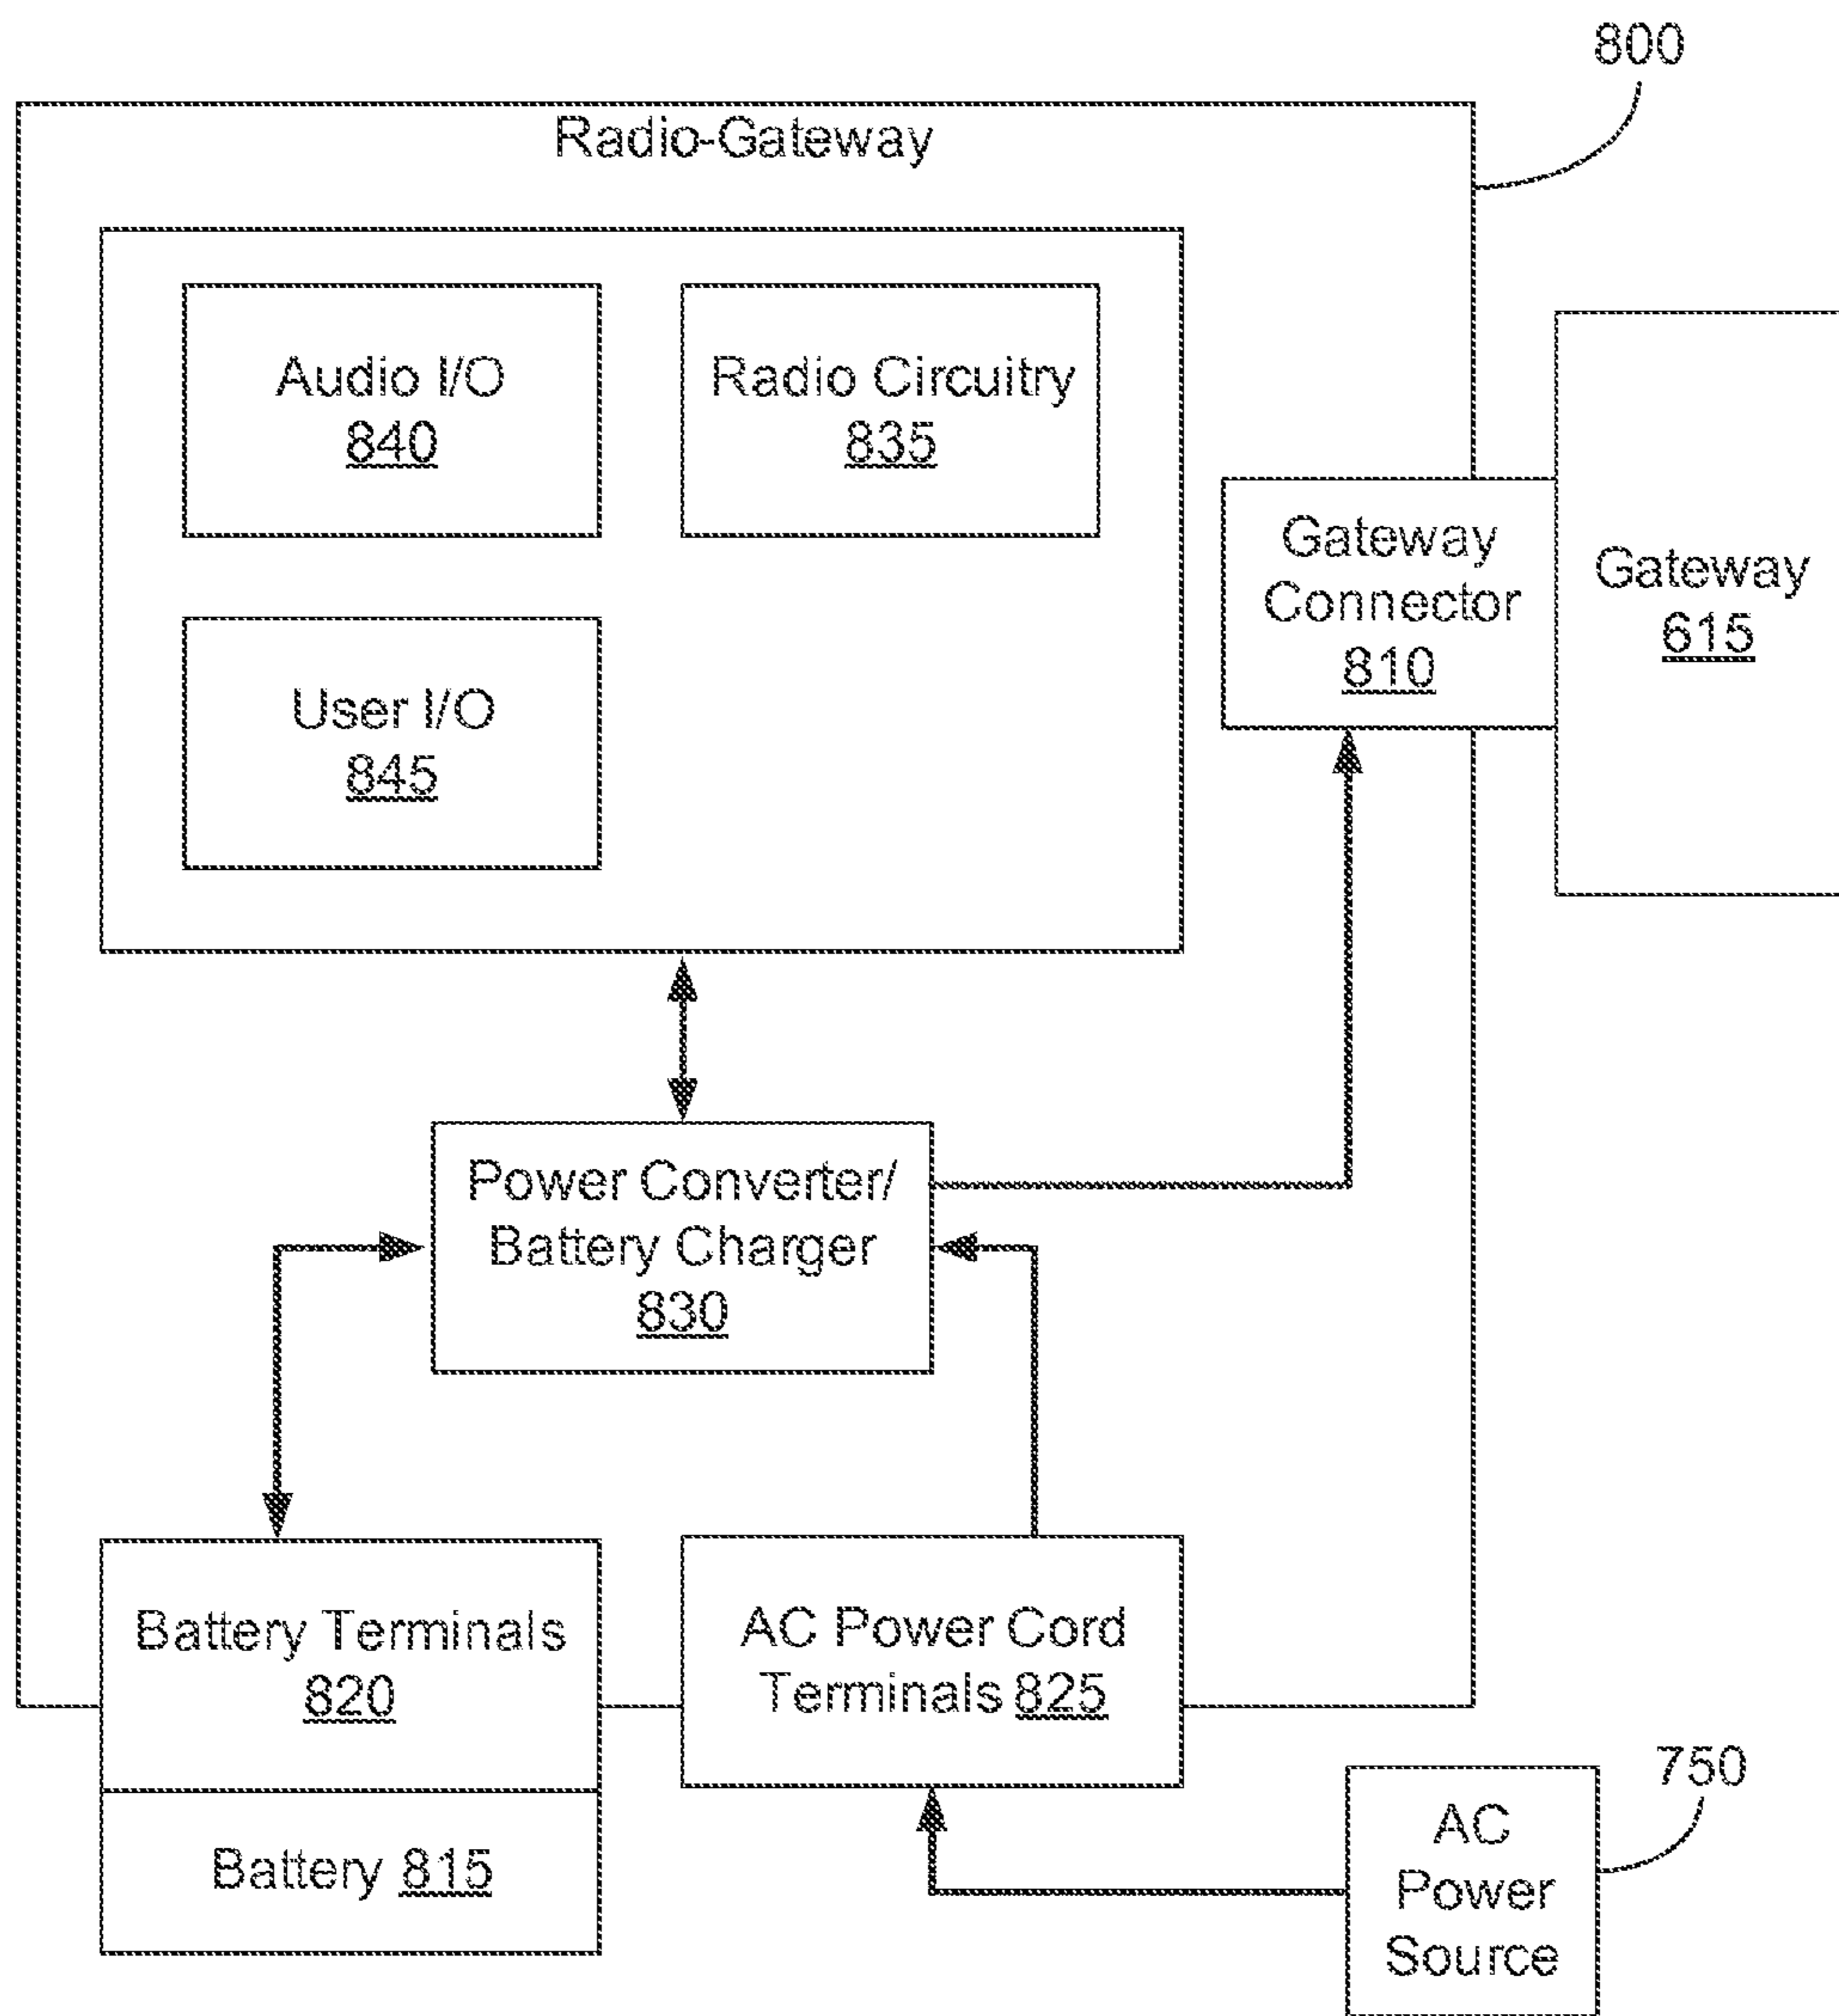 800
Radio-Gateway
Audio I/O
840
Radio Circuitry
835
Gateway
Connector
810
Gateway
615
User I/O
845
Power Converter/
Battery Charger
830
Battery Terminals
820
AC Power Cord
Terminals 825
Battery 815
750
AC
Power
Source